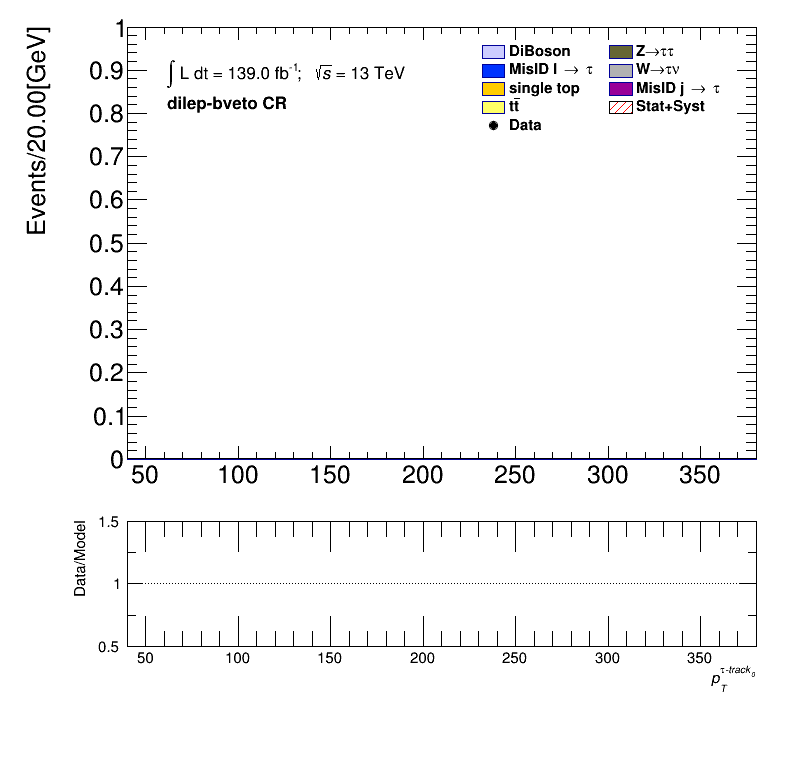 1
0.9
0.8
0.7
0.6
0.5
0.4
0.3
0.2
0.1
0
Events/20.00[GeV]
∫ L dt = 139.0 fb⁻¹; √s = 13 TeV
dilep-bveto CR
DiBoson
MisID l → τ
single top
tt̄
Data
Z→ττ
W→τν
MisID j → τ
Stat+Syst
50 100 150 200 250 300 350
1.5
1
0.5
Data/Model
50 100 150 200 250 300 350
p_T^{τ-track_0}